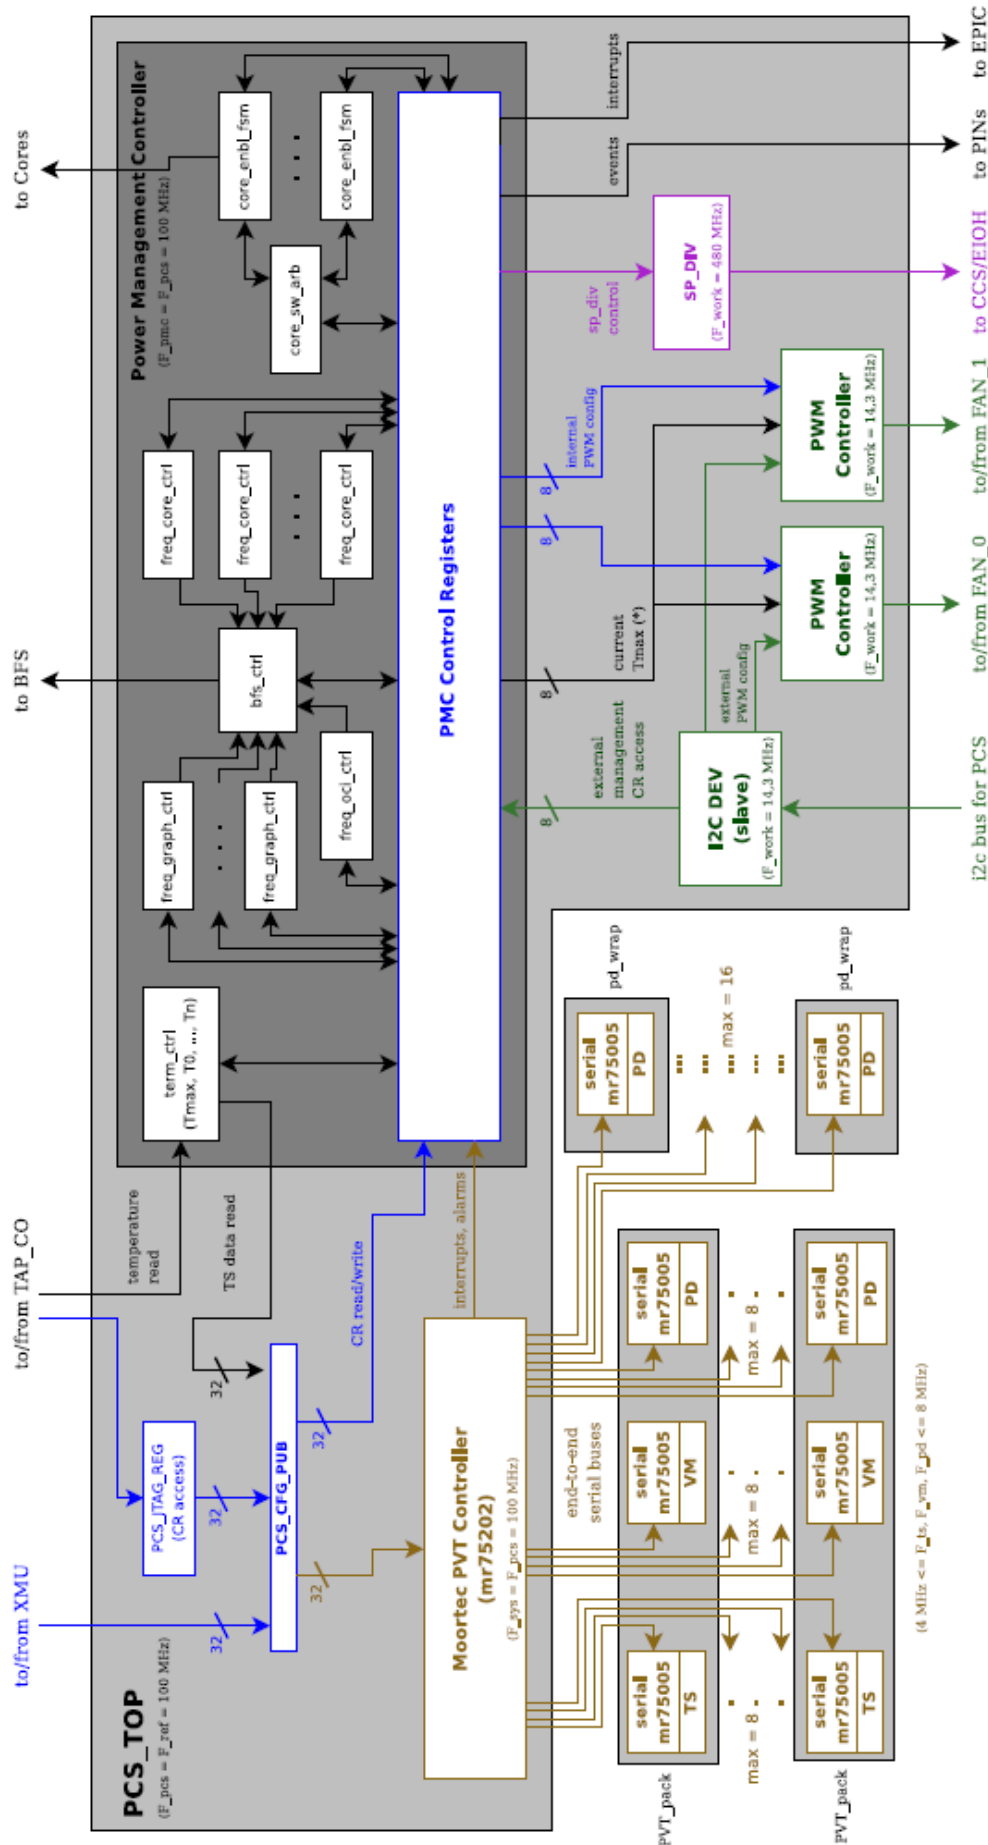 PCS_TOP
(F_pcs = F_ref = 100 MHz)
to/from XMU
to/from TAP_CO
to BFS
to Cores
32
PCS_JTAG_REG
(CR access)
32
32
temperature
read
TS data read
PCS_CFG_PUB
32
32
CR read/write
Power Management Controller
(F_pmc = F_pcs = 100 MHz)
term_ctrl
(Tmax, T0, ..., Tn)
freq_graph_ctrl
. . .
freq_graph_ctrl
freq_oci_ctrl
bfs_ctrl
freq_core_ctrl
freq_core_ctrl
. . .
freq_core_ctrl
core_sw_arb
core_enbl_fsm
. . .
core_enbl_fsm
PMC Control Registers
Moortec PVT Controller
(mr75202)
(F_sys = F_pcs = 100 MHz)
interrupts, alarms
end-to-end
serial buses
8
external
management
CR access
8
current
Tmax (*)
8
8
internal
PWM config
sp_div
control
events
interrupts
I2C DEV
(slave)
(F_work = 14,3 MHz)
external
PWM config
SP_DIV
(F_work = 480 MHz)
PWM
Controller
(F_work = 14,3 MHz)
PWM
Controller
(F_work = 14,3 MHz)
PVT_pack
serial
mr75005
TS
serial
mr75005
VM
serial
mr75005
PD
serial
mr75005
PD
pd_wrap
max = 8
max = 8
max = 8
max = 16
PVT_pack
serial
mr75005
TS
serial
mr75005
VM
serial
mr75005
PD
serial
mr75005
PD
pd_wrap
(4 MHz <= F_ts, F_vm, F_pd <= 8 MHz)
i2c bus for PCS
to/from FAN_0
to/from FAN_1
to CCS/EIOH
to PINs
to EPIC